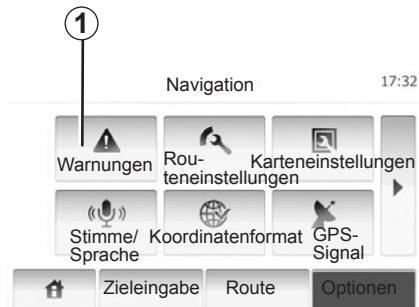 1
Navigation
17:32
Warnungen
Rou-
teneinstellungen
Karteneinstellungen
Stimme/
Sprache
Koordinatenformat
GPS-
Signal
Zieleingabe
Route
Optionen